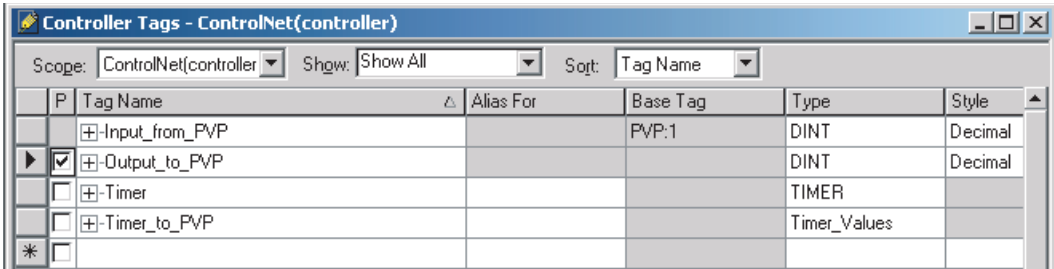 Controller Tags - ControlNet(controller)
Scope: ControlNet(controller Show: Show All Sort: Tag Name
P Tag Name Alias For Base Tag Type Style
Input_from_PVP PVP:1 DINT Decimal
Output_to_PVP DINT Decimal
Timer TIMER
Timer_to_PVP Timer_Values